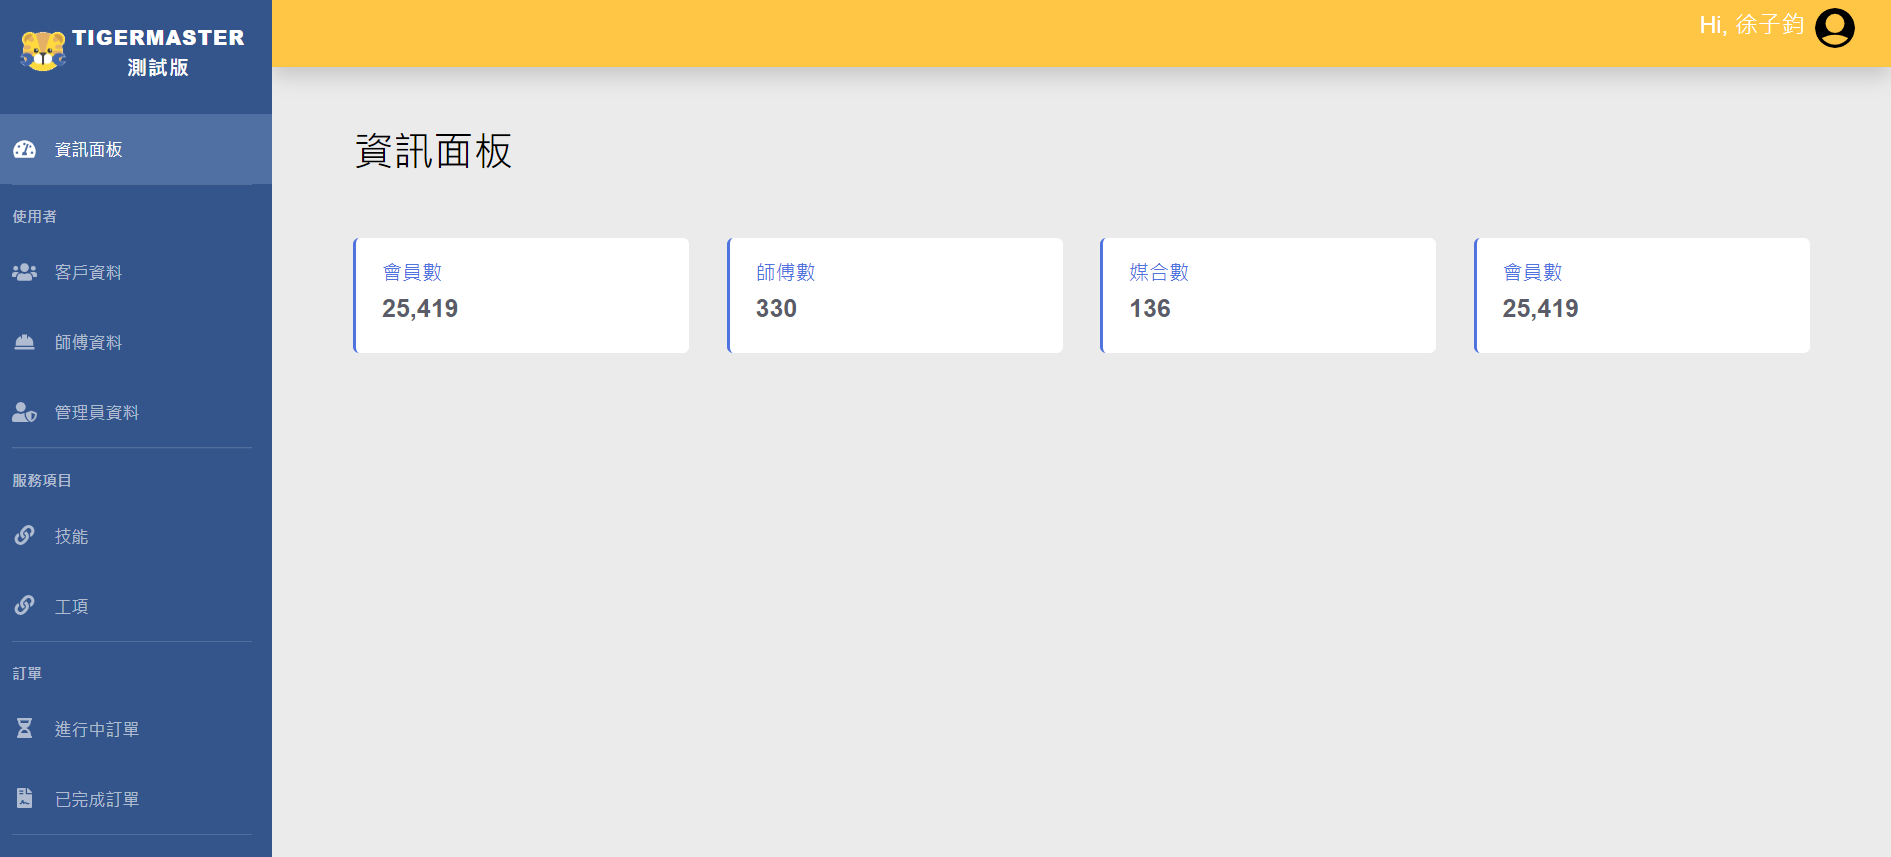 TIGERMASTER
測試版
Hi, 徐子鈞
資訊面板
使用者
客戶資料
師傅資料
管理員資料
服務項目
技能
工項
訂單
進行中訂單
已完成訂單
資訊面板
會員數
25,419
師傅數
330
媒合數
136
會員數
25,419